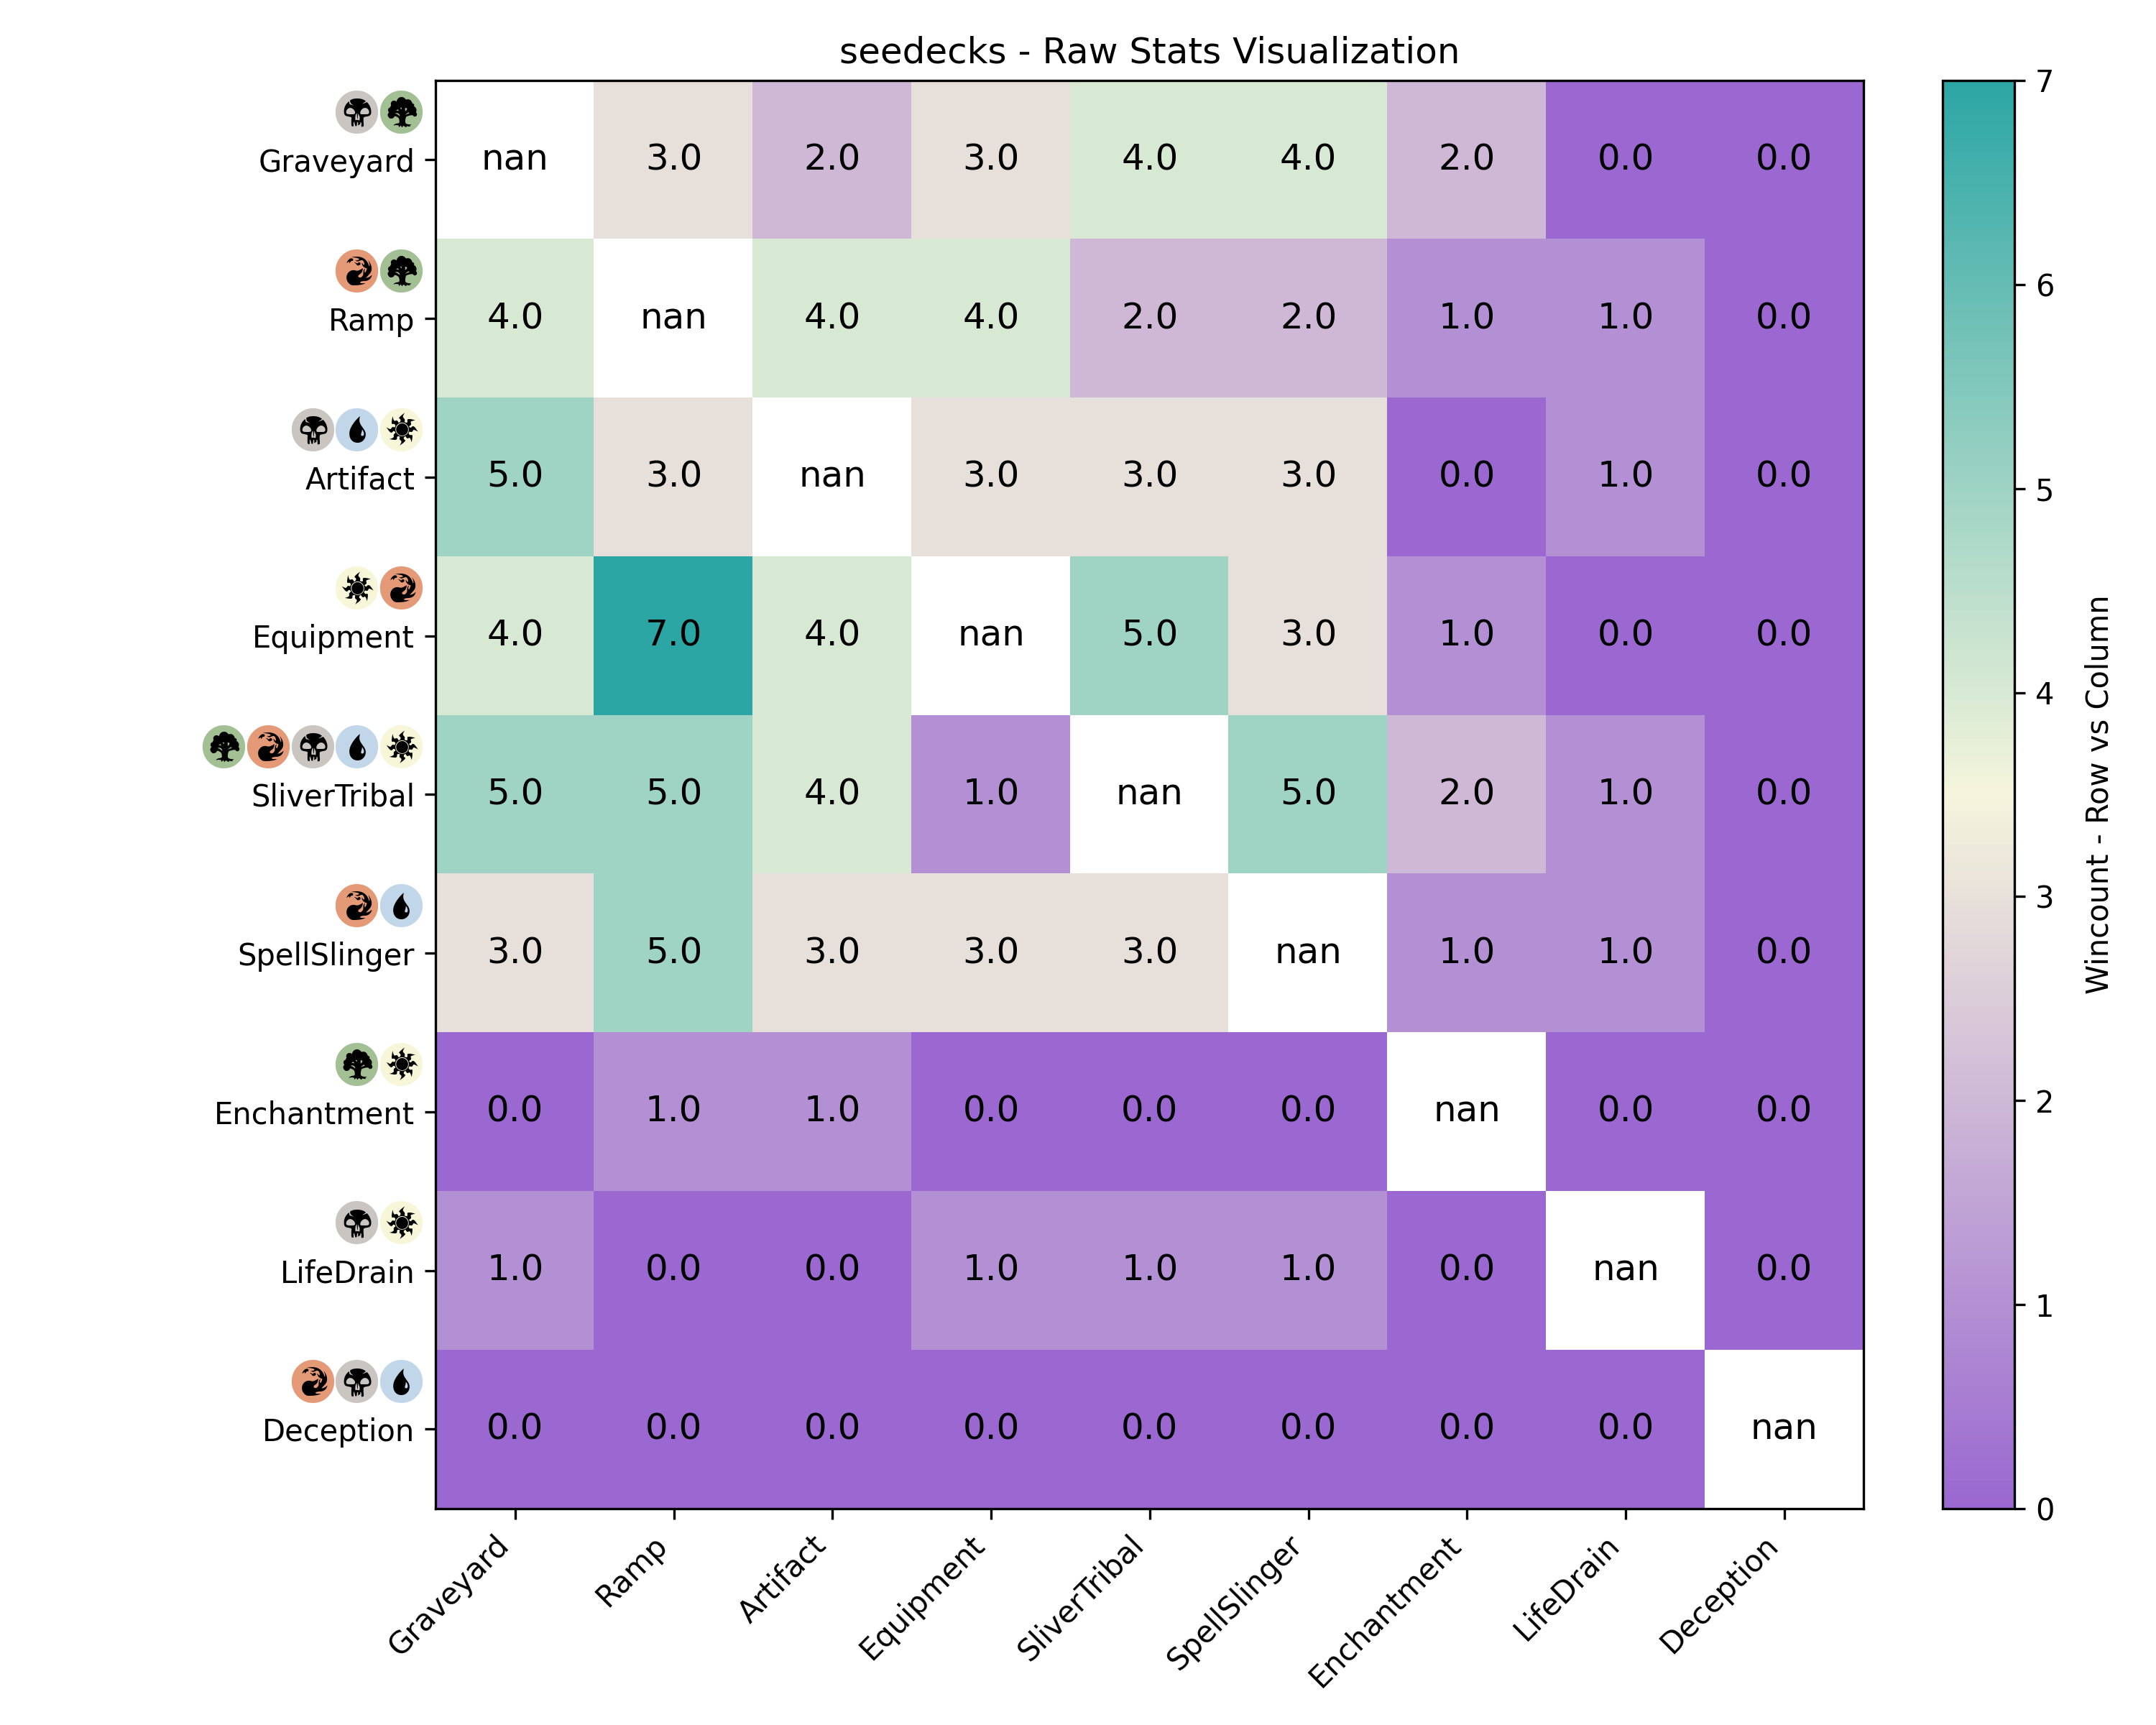 seedecks - Raw Stats Visualization
Graveyard nan 3.0 2.0 3.0 4.0 4.0 2.0 0.0 0.0
Ramp 4.0 nan 4.0 4.0 2.0 2.0 1.0 1.0 0.0
Artifact 5.0 3.0 nan 3.0 3.0 3.0 0.0 1.0 0.0
Equipment 4.0 7.0 4.0 nan 5.0 3.0 1.0 0.0 0.0
SliverTribal 5.0 5.0 4.0 1.0 nan 5.0 2.0 1.0 0.0
SpellSlinger 3.0 5.0 3.0 3.0 3.0 nan 1.0 1.0 0.0
Enchantment 0.0 1.0 1.0 0.0 0.0 0.0 nan 0.0 0.0
LifeDrain 1.0 0.0 0.0 1.0 1.0 1.0 0.0 nan 0.0
Deception 0.0 0.0 0.0 0.0 0.0 0.0 0.0 0.0 nan
Graveyard Ramp Artifact Equipment SliverTribal SpellSlinger Enchantment LifeDrain Deception
7
6
5
4
3
2
1
0
Wincount - Row vs Column